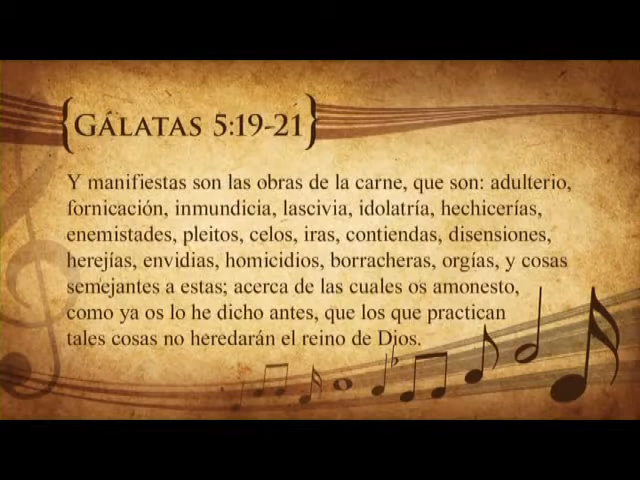 {GÁLATAS 5:19-21}
Y manifiestas son las obras de la carne, que son: adulterio,
fornicación, inmundicia, lascivia, idolatría, hechicerías,
enemistades, pleitos, celos, iras, contiendas, disensiones,
herejías, envidias, homicidios, borracheras, orgías, y cosas
semejantes a estas; acerca de las cuales os amonesto,
como ya os lo he dicho antes, que los que practican
tales cosas no heredarán el reino de Dios.